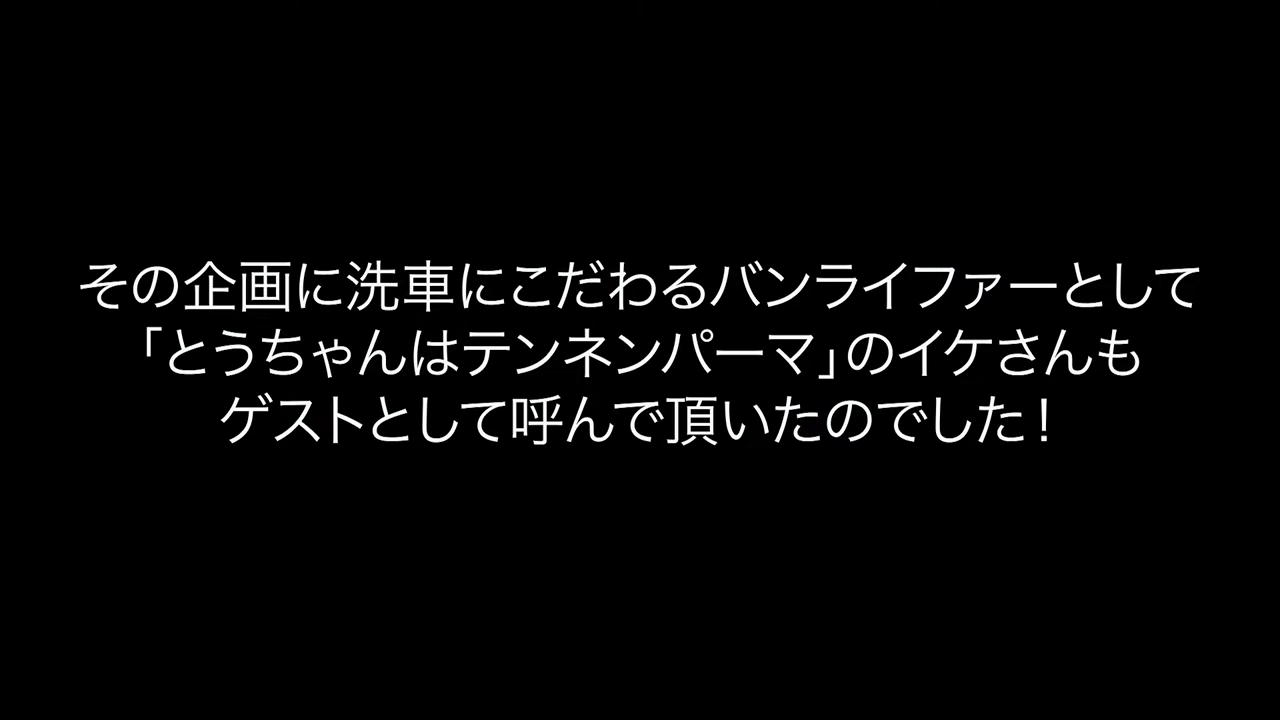 その企画に洗車にこだわるバンライファーとして
「とうちゃんはテンネンパーマ」のイケさんも
ゲストとして呼んで頂いたのでした！